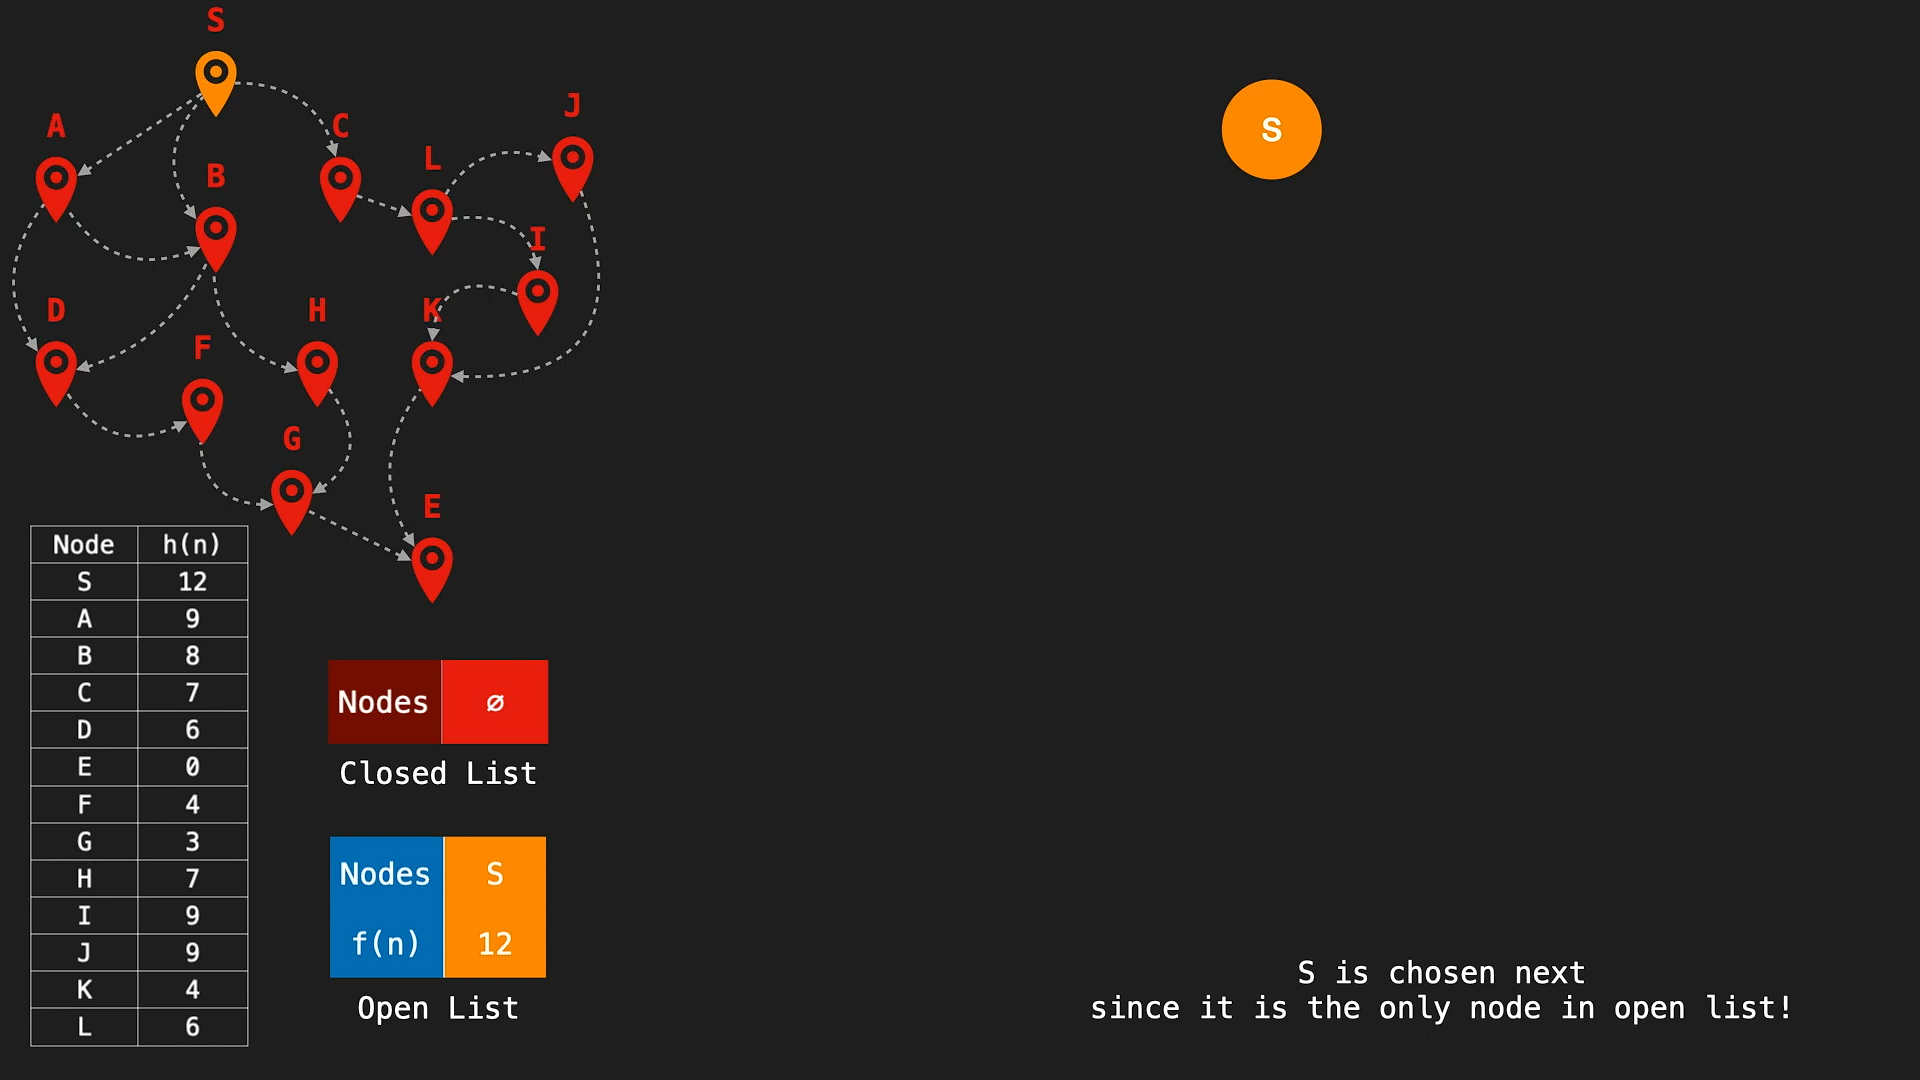 S
A
C
J
L
B
I
D
H
K
F
G
E
S
Node h(n)
S 12
A 9
B 8
C 7
D 6
E 0
F 4
G 3
H 7
I 9
J 9
K 4
L 6
Nodes ∅
Closed List
Nodes S
f(n) 12
Open List
S is chosen next
since it is the only node in open list!